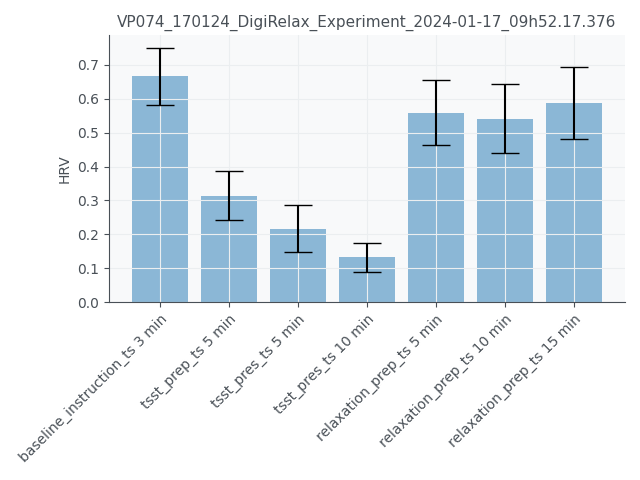 VP074_170124_DigiRelax_Experiment_2024-01-17_09h52.17.376
HRV
0.7
0.6
0.5
0.4
0.3
0.2
0.1
0.0
baseline_instruction_ts 3 min
tsst_prep_ts 5 min
tsst_pres_ts 5 min
tsst_pres_ts 10 min
relaxation_prep_ts 5 min
relaxation_prep_ts 10 min
relaxation_prep_ts 15 min